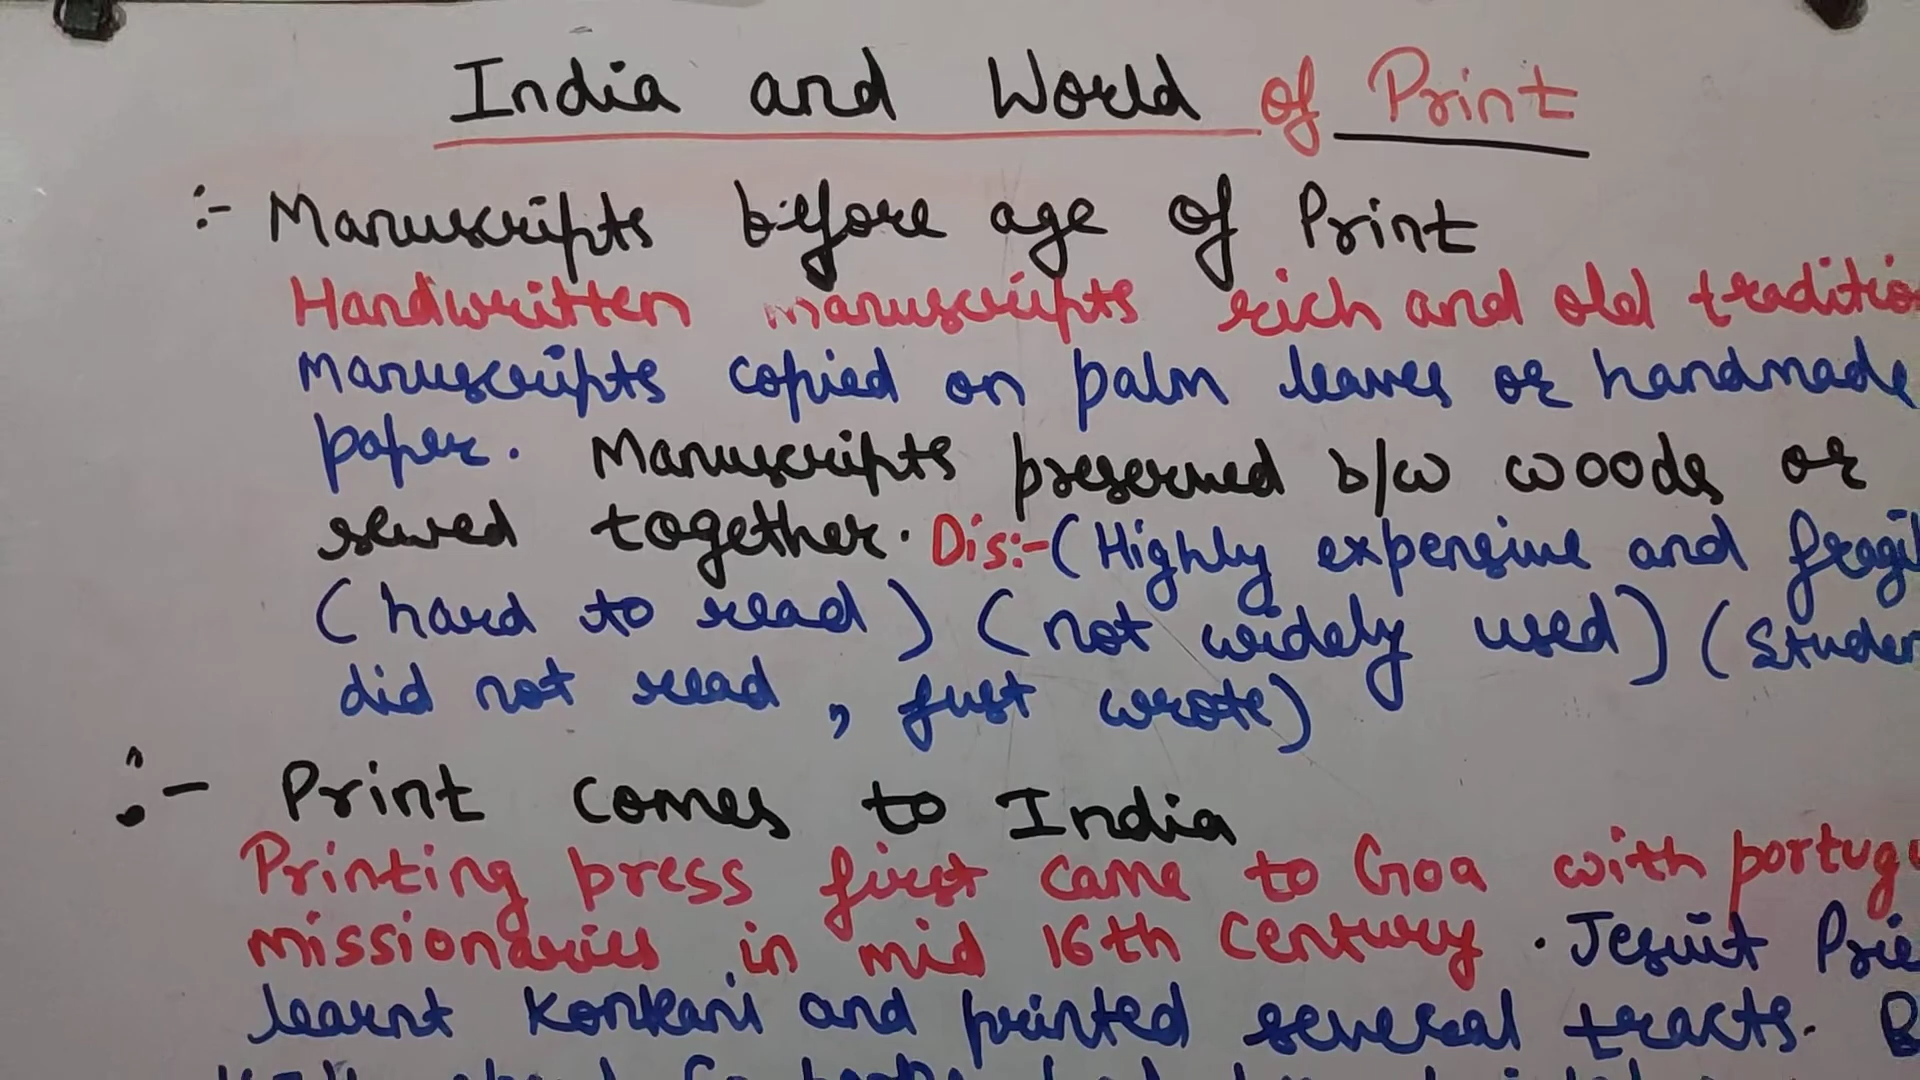 India and World of Print
:- Manuscripts before age of Print
Handwritten manuscripts rich and old traditio
Manuscripts copied on palm leaves or handmade
paper. Manuscripts preserved b/w woods or
sewed together. Dis:-(Highly expensive and fragil
(hard to read) (not widely used) (Studen
did not read, just wrote)
:- Print comes to India
Printing press first came to Goa with portugu
missionaries in mid 16th Century. Jesuit Prie
learnt Konkani and printed several tracts. B